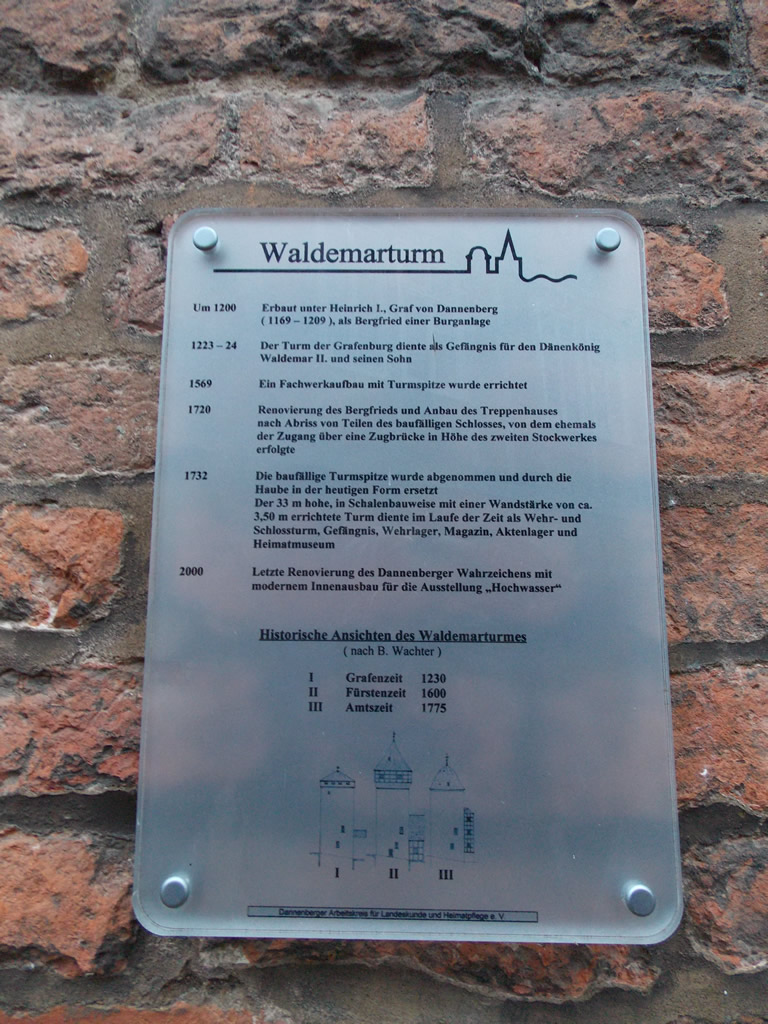 Waldemarturm
Um 1200 Erbaut unter Heinrich I., Graf von Dannenberg
( 1169 – 1209 ), als Bergfried einer Burganlage
1223 – 24 Der Turm der Grafenburg diente als Gefängnis für den Dänenkönig
Waldemar II. und seinen Sohn
1569 Ein Fachwerkaufbau mit Turmspitze wurde errichtet
1720 Renovierung des Bergfrieds und Anbau des Treppenhauses
nach Abriss von Teilen des baufälligen Schlosses, von dem ehemals
der Zugang über eine Zugbrücke in Höhe des zweiten Stockwerkes
erfolgte
1732 Die baufällige Turmspitze wurde abgenommen und durch die
Haube in der heutigen Form ersetzt
Der 33 m hohe, in Schalenbauweise mit einer Wandstärke von ca.
3,50 m errichtete Turm diente im Laufe der Zeit als Wehr- und
Schlossturm, Gefängnis, Wehrlager, Magazin, Aktenlager und
Heimatmuseum
2000 Letzte Renovierung des Dannenberger Wahrzeichens mit
modernem Innenausbau für die Ausstellung „Hochwasser“
Historische Ansichten des Waldemarturmes
( nach B. Wachter )
I Grafenzeit 1230
II Fürstenzeit 1600
III Amtszeit 1775
I II III
Dannenberger Arbeitskreis für Landeskunde und Heimatpflege e. V.